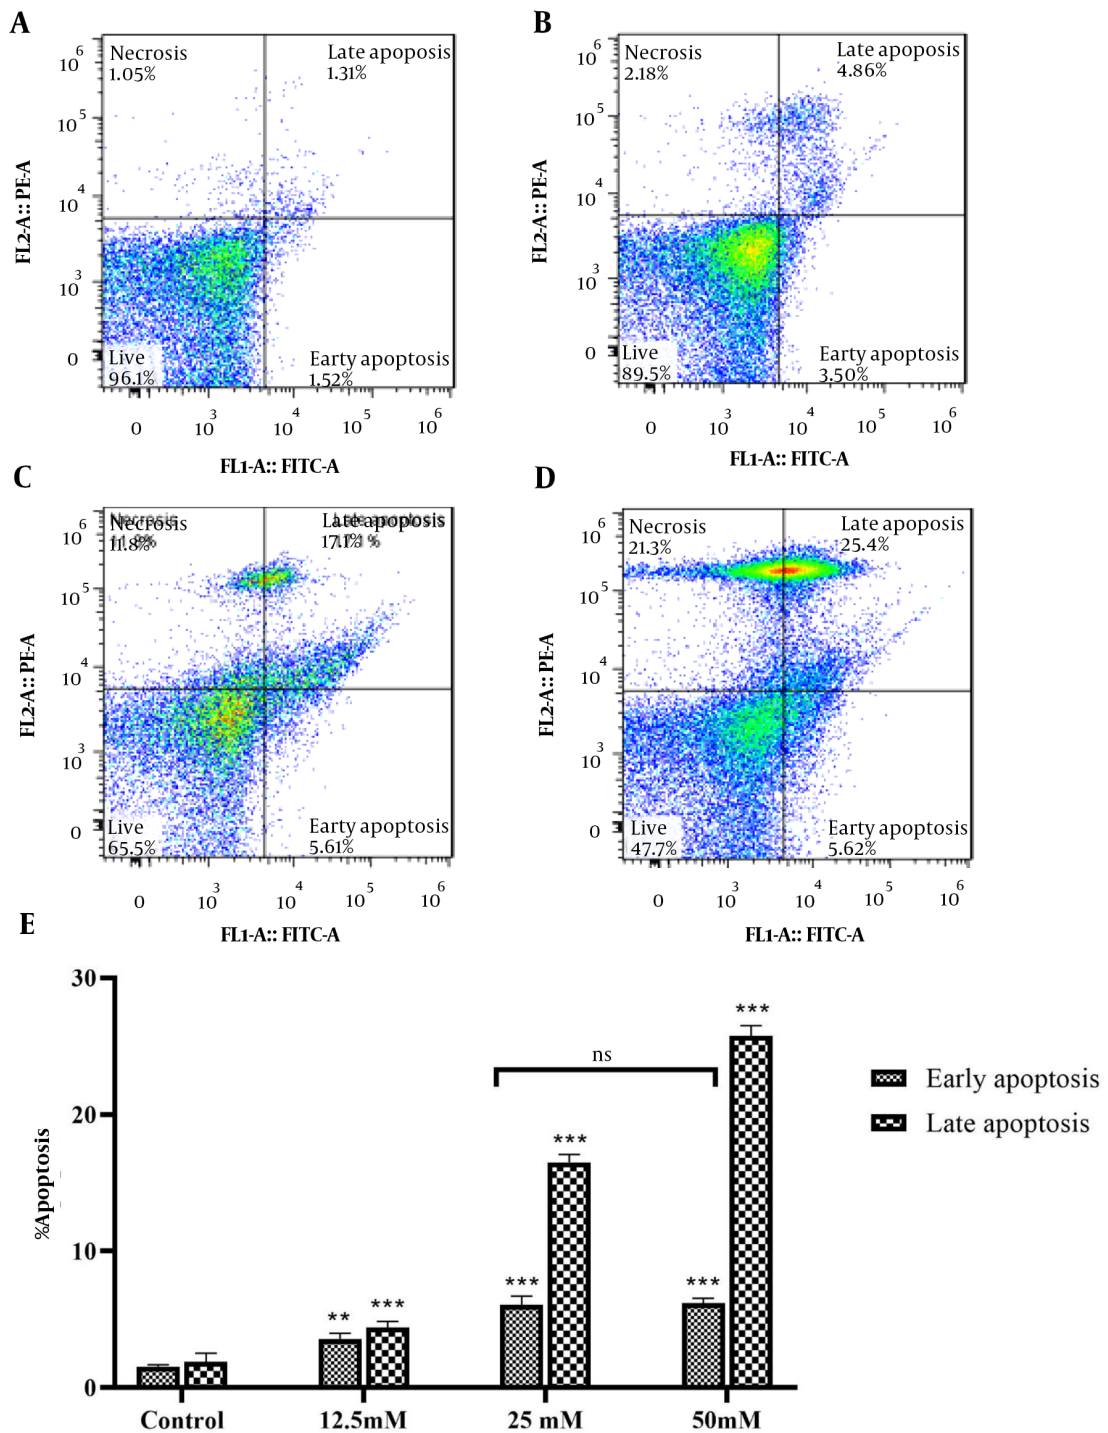 A
B
Necrosis
1.05%
Late apoposis
1.31%
Necrosis
2.18%
Late apoposis
4.86%
10^6
10^5
10^4
10^3
0
10^6
10^5
10^4
10^3
0
FL2-A:: PE-A
FL2-A:: PE-A
Live
96.1%
Earty apoptosis
1.52%
Live
89.5%
Early apoptosis
3.50%
0 10^3 10^4 10^5 10^6
0 10^3 10^4 10^5 10^6
FL1-A:: FITC-A
FL1-A:: FITC-A
C
D
Necrosis
11.8%
Late apoptosis
17.1%
Necrosis
21.3%
Late apoposis
25.4%
10^6
10^5
10^4
10^3
0
10^6
10^5
10^4
10^3
0
FL2-A:: PE-A
FL2-A:: PE-A
Live
65.5%
Early apoptosis
5.61%
Live
47.7%
Early apoptosis
5.62%
0 10^3 10^4 10^5 10^6
0 10^3 10^4 10^5 10^6
FL1-A:: FITC-A
FL1-A:: FITC-A
E
30
20
10
0
%Apoptosis
**
***
***
***
ns
***
***
Early apoptosis
Late apoptosis
Control 12.5mM 25 mM 50mM